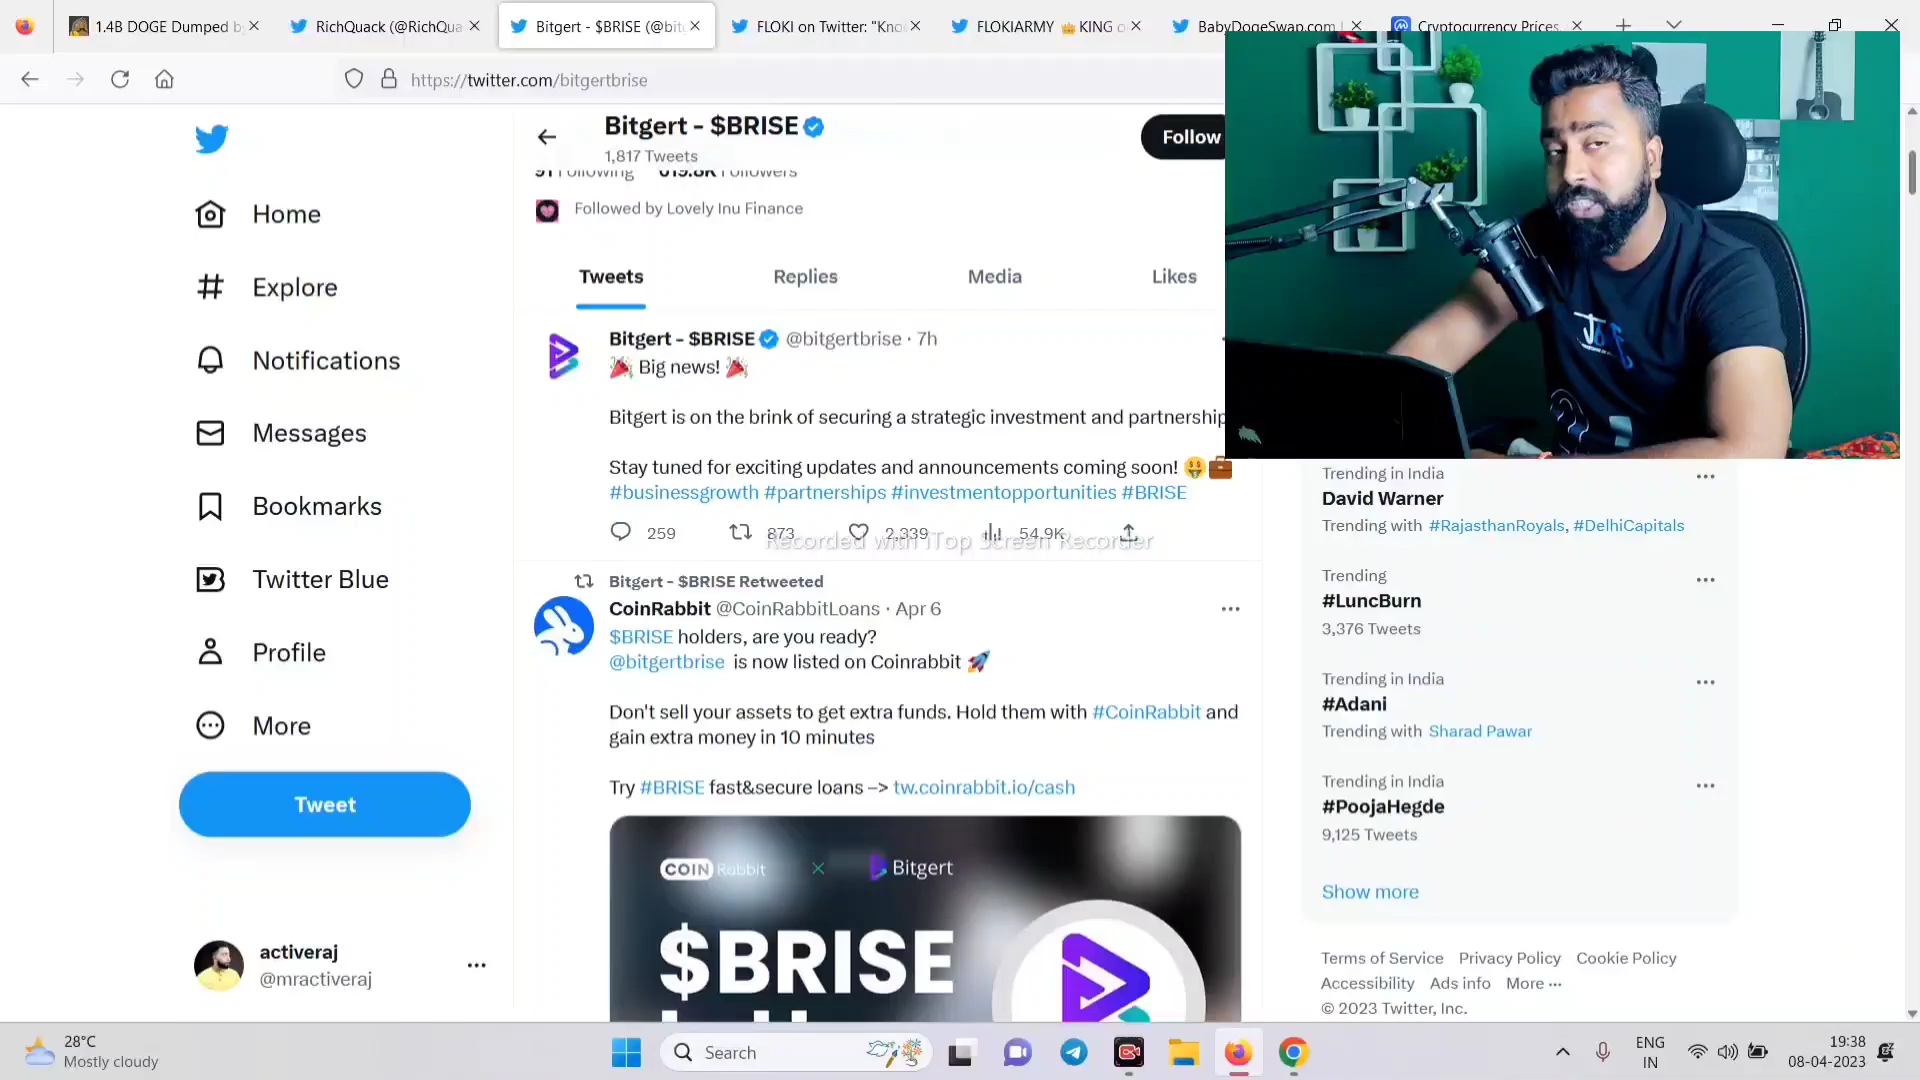 1.4B DOGE Dumped by
RichQuack (@RichQua
Bitgert - $BRISE (@bitg
FLOKI on Twitter: "Kno
FLOKIARMY 👑 KING o
BabyDogeSwap.com
Cryptocurrency Prices,
https://twitter.com/bitgertbrise
Bitgert - $BRISE
1,817 Tweets
Follow
91 Following 619.8K Followers
Followed by Lovely Inu Finance
Home
Explore
Notifications
Messages
Bookmarks
Twitter Blue
Profile
More
Tweet
activeraj
@mractiveraj
Tweets
Replies
Media
Likes
Bitgert - $BRISE @bitgertbrise · 7h
🎉 Big news! 🎉
Bitgert is on the brink of securing a strategic investment and partnership
Stay tuned for exciting updates and announcements coming soon! 🤑💼
#businessgrowth #partnerships #investmentopportunities #BRISE
259 873 2,339 54.9K
Recorded with iTop Screen Recorder
Bitgert - $BRISE Retweeted
CoinRabbit @CoinRabbitLoans · Apr 6
$BRISE holders, are you ready?
@bitgertbrise is now listed on Coinrabbit 🚀
Don't sell your assets to get extra funds. Hold them with #CoinRabbit and
gain extra money in 10 minutes
Try #BRISE fast&secure loans –> tw.coinrabbit.io/cash
COIN Rabbit × Bitgert
$BRISE
Trending in India
David Warner
Trending with #RajasthanRoyals, #DelhiCapitals
Trending
#LuncBurn
3,376 Tweets
Trending in India
#Adani
Trending with Sharad Pawar
Trending in India
#PoojaHegde
9,125 Tweets
Show more
Terms of Service Privacy Policy Cookie Policy
Accessibility Ads info More ···
© 2023 Twitter, Inc.
28°C
Mostly cloudy
Search
ENG
IN
19:38
08-04-2023